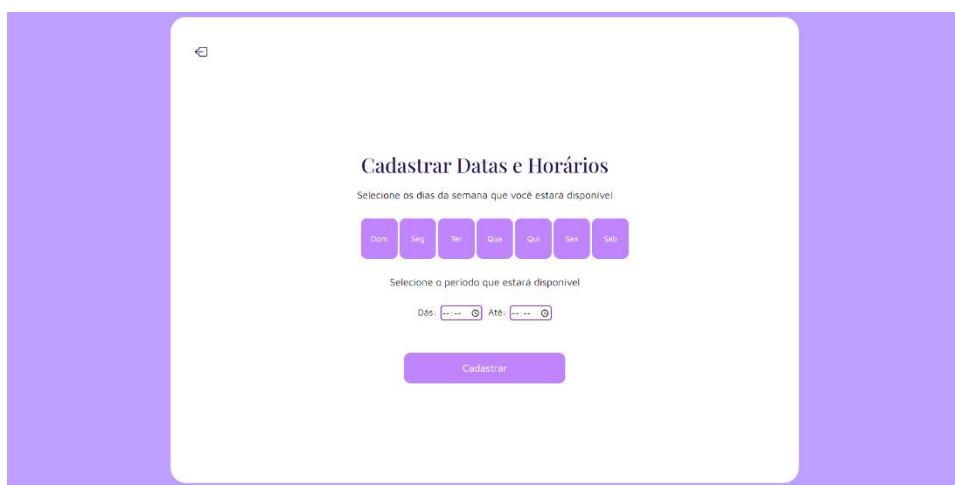 Cadastrar Datas e Horários
Selecione os dias da semana que você estará disponível
Dom Seg Ter Qua Qui Sex Sab
Selecione o período que estará disponível
Dás: --:-- Até: --:--
Cadastrar